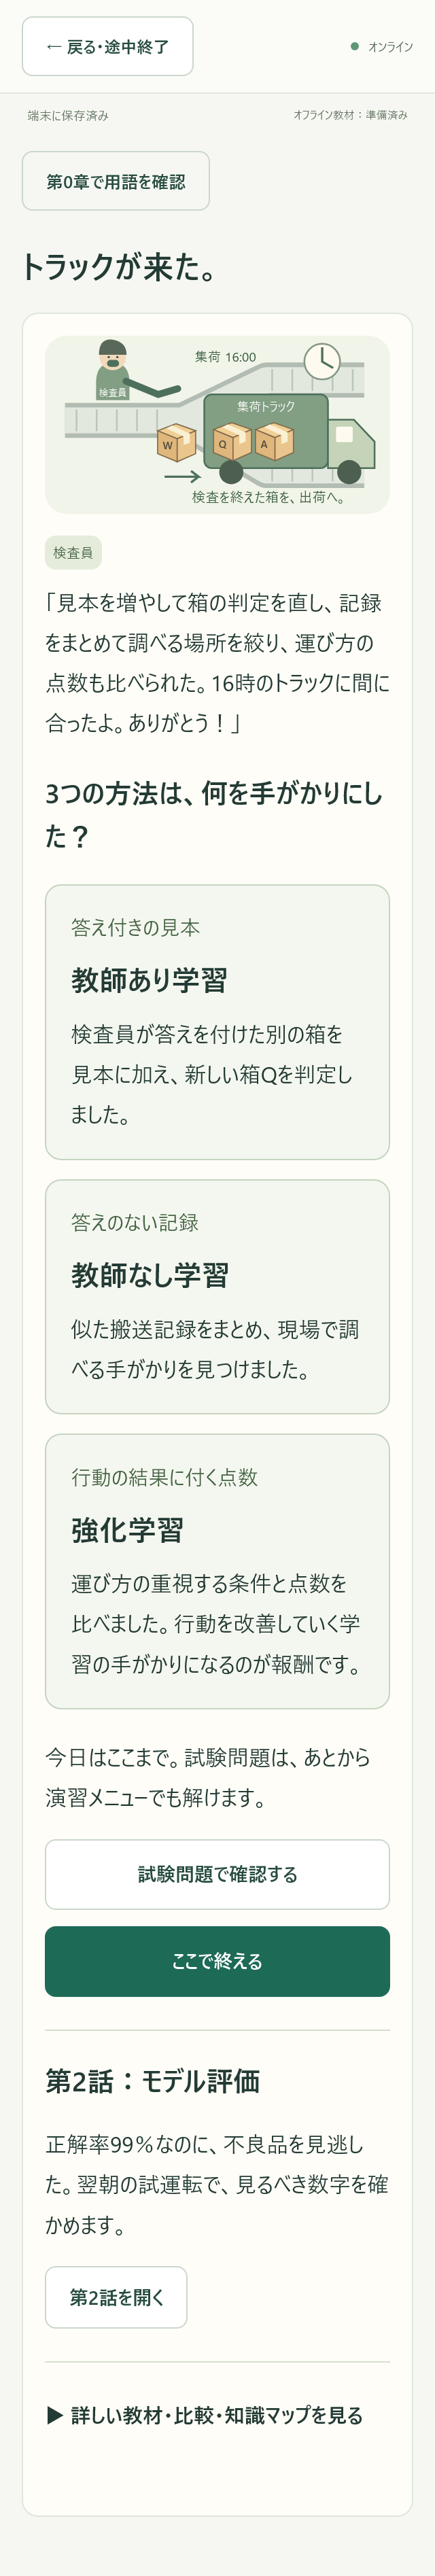 ← 戻る・途中終了
オンライン
端末に保存済み
オフライン教材：準備済み
第0章で用語を確認
トラックが来た。
集荷 16:00
検査員
集荷トラック
W
Q
A
検査を終えた箱を、出荷へ。
検査員
「見本を増やして箱の判定を直し、記録
をまとめて調べる場所を絞り、運び方の
点数も比べられた。16時のトラックに間に
合ったよ。ありがとう！」
3つの方法は、何を手がかりにし
た？
答え付きの見本
教師あり学習
検査員が答えを付けた別の箱を
見本に加え、新しい箱Qを判定し
ました。
答えのない記録
教師なし学習
似た搬送記録をまとめ、現場で調
べる手がかりを見つけました。
行動の結果に付く点数
強化学習
運び方の重視する条件と点数を
比べました。行動を改善していく学
習の手がかりになるのが報酬です。
今日はここまで。試験問題は、あとから
演習メニューでも解けます。
試験問題で確認する
ここで終える
第2話：モデル評価
正解率99％なのに、不良品を見逃し
た。翌朝の試運転で、見るべき数字を確
かめます。
第2話を開く
▶ 詳しい教材・比較・知識マップを見る